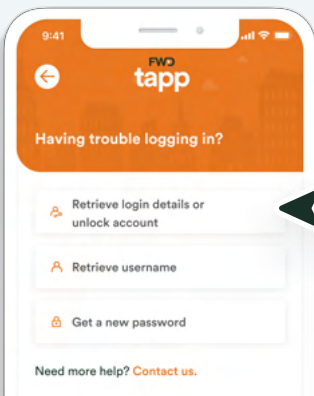 9:41
FWD
tapp
Having trouble logging in?
Retrieve login details or
unlock account
Retrieve username
Get a new password
Need more help? Contact us.